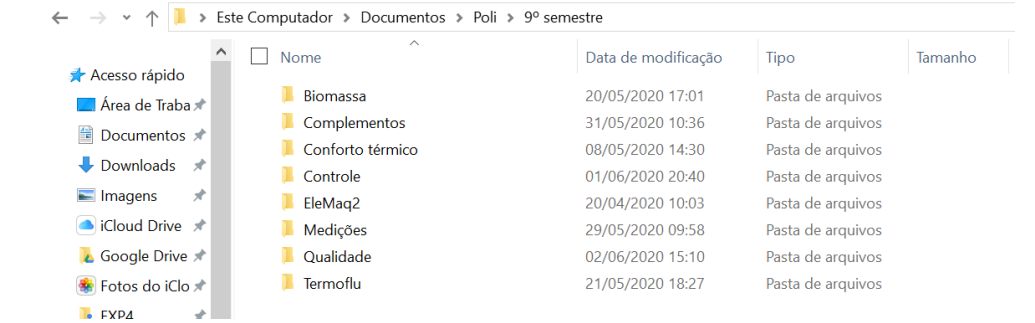 Este Computador > Documentos > Poli > 9º semestre
Nome Data de modificação Tipo Tamanho
Acesso rápido
Área de Traba
Documentos
Downloads
Imagens
iCloud Drive
Google Drive
Fotos do iClo
EXP4
Biomassa 20/05/2020 17:01 Pasta de arquivos
Complementos 31/05/2020 10:36 Pasta de arquivos
Conforto térmico 08/05/2020 14:30 Pasta de arquivos
Controle 01/06/2020 20:40 Pasta de arquivos
EleMaq2 20/04/2020 10:03 Pasta de arquivos
Medições 29/05/2020 09:58 Pasta de arquivos
Qualidade 02/06/2020 15:10 Pasta de arquivos
Termoflu 21/05/2020 18:27 Pasta de arquivos